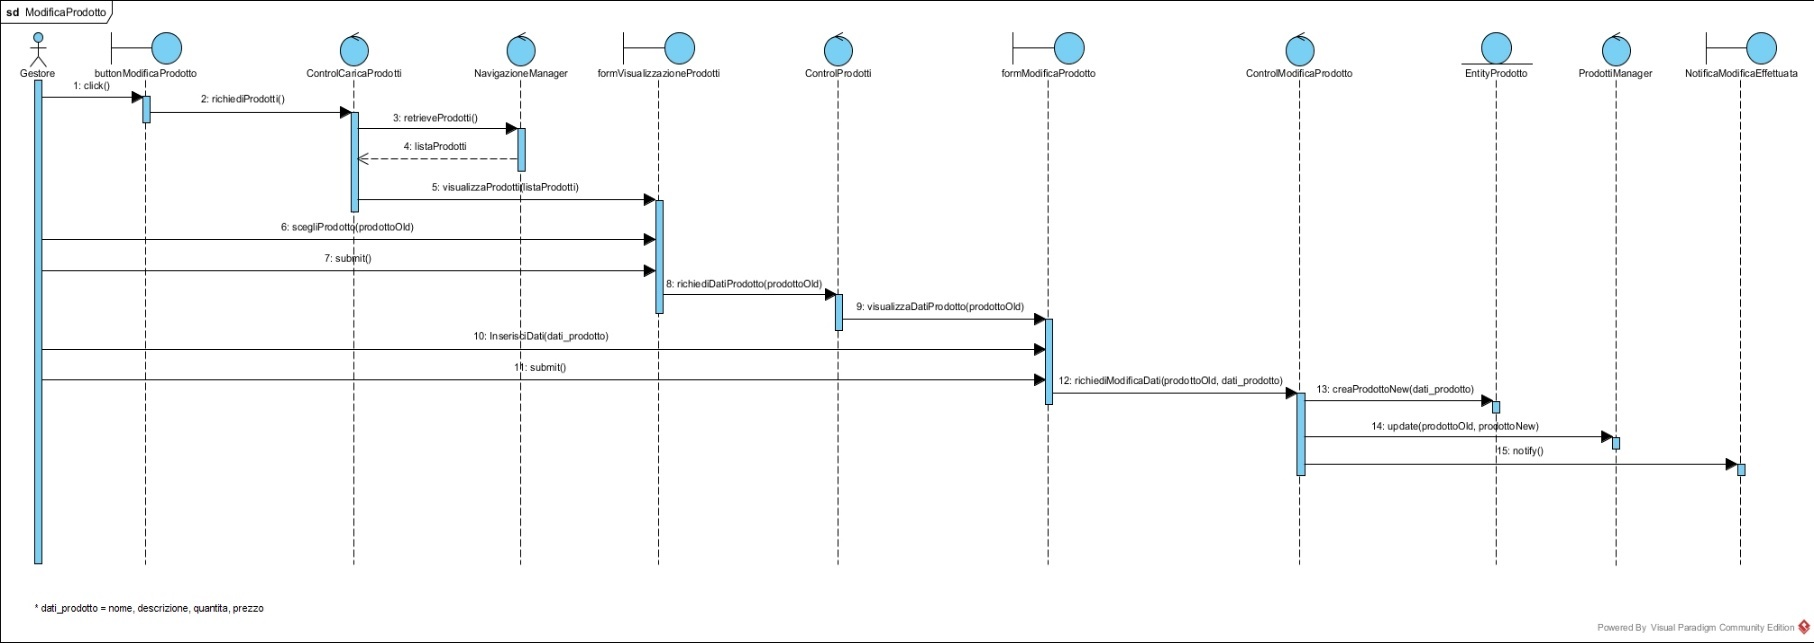 sd ModificaProdotto
Gestore
buttonModificaProdotto
ControlCaricaProdotti
NavigazioneManager
formVisualizzazioneProdotti
ControlProdotti
formModificaProdotto
ControlModificaProdotto
EntityProdotto
ProdottiManager
NotificaModificaEffettuata
1: click()
2: richiediProdotti()
3: retrieveProdotti()
4: listaProdotti
5: visualizzaProdotti(listaProdotti)
6: scegliProdotto(prodottoOld)
7: submit()
8: richiediDatiProdotto(prodottoOld)
9: visualizzaDatiProdotto(prodottoOld)
10: InserisciDati(dati_prodotto)
11: submit()
12: richiediModificaDati(prodottoOld, dati_prodotto)
13: creaProdottoNew(dati_prodotto)
14: update(prodottoOld, prodottoNew)
15: notify()
* dati_prodotto = nome, descrizione, quantita, prezzo
Powered By Visual Paradigm Community Edition